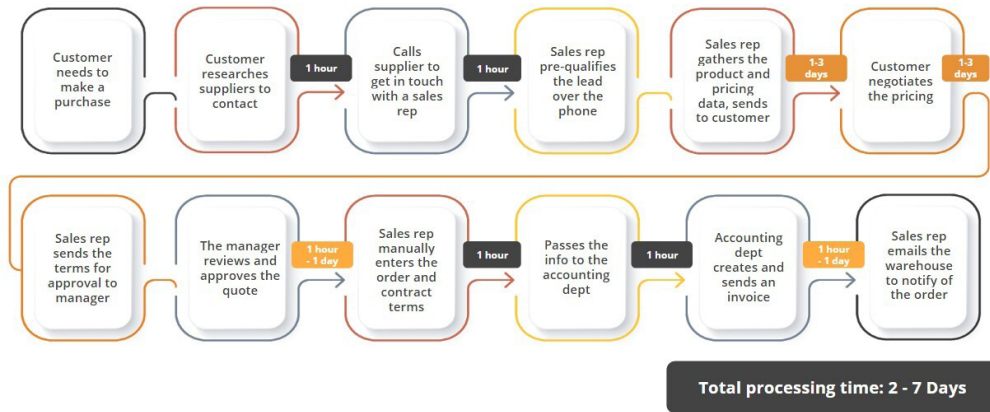 Customer
needs to
make a
purchase
Customer
researches
suppliers to
contact
1 hour
Calls
supplier to
get in touch
with a sales
rep
1 hour
Sales rep
pre-qualifies
the lead
over the
phone
Sales rep
gathers the
product and
pricing
data, sends
to customer
1-3
days
Customer
negotiates
the pricing
1-3
days
Sales rep
sends the
terms for
approval to
manager
The manager
reviews and
approves the
quote
1 hour
- 1 day
Sales rep
manually
enters the
order and
contract
terms
1 hour
Passes the
info to the
accounting
dept
1 hour
Accounting
dept
creates and
sends an
invoice
1 hour
- 1 day
Sales rep
emails the
warehouse
to notify of
the order
Total processing time: 2 - 7 Days